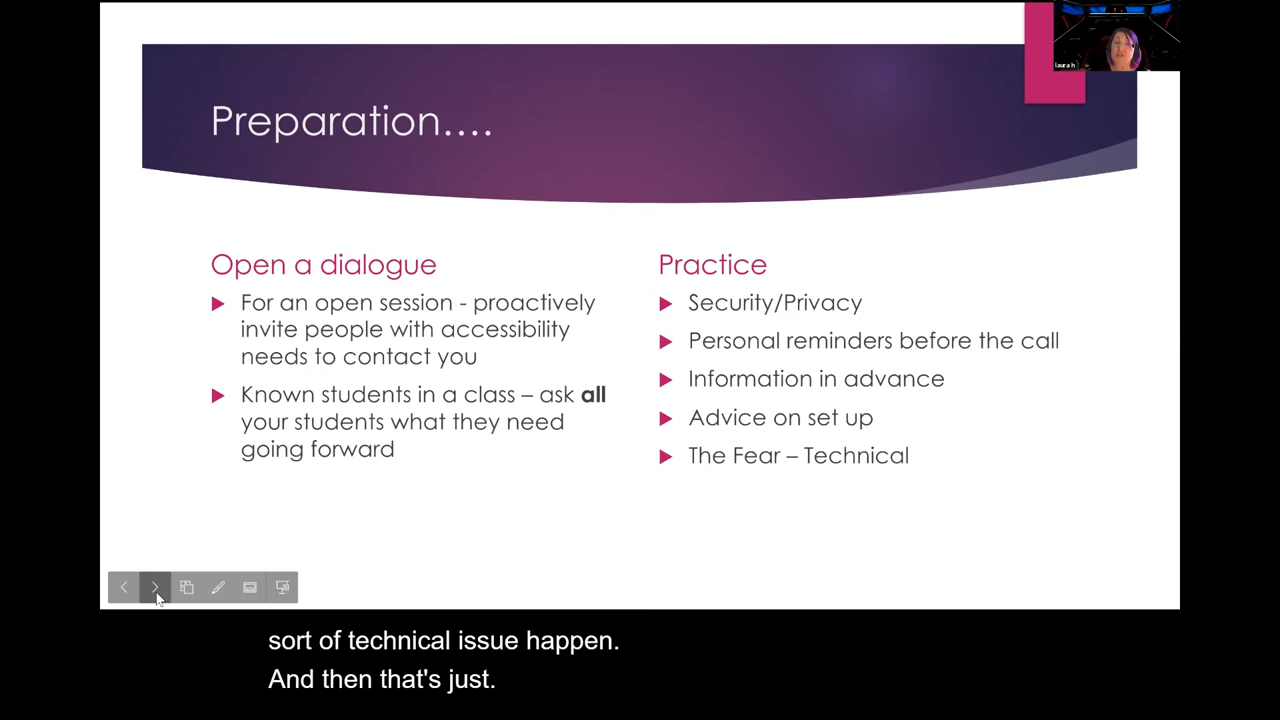 laura h
Preparation....
Open a dialogue
For an open session - proactively
invite people with accessibility
needs to contact you
Known students in a class – ask all
your students what they need
going forward
Practice
Security/Privacy
Personal reminders before the call
Information in advance
Advice on set up
The Fear – Technical
sort of technical issue happen.
And then that's just.